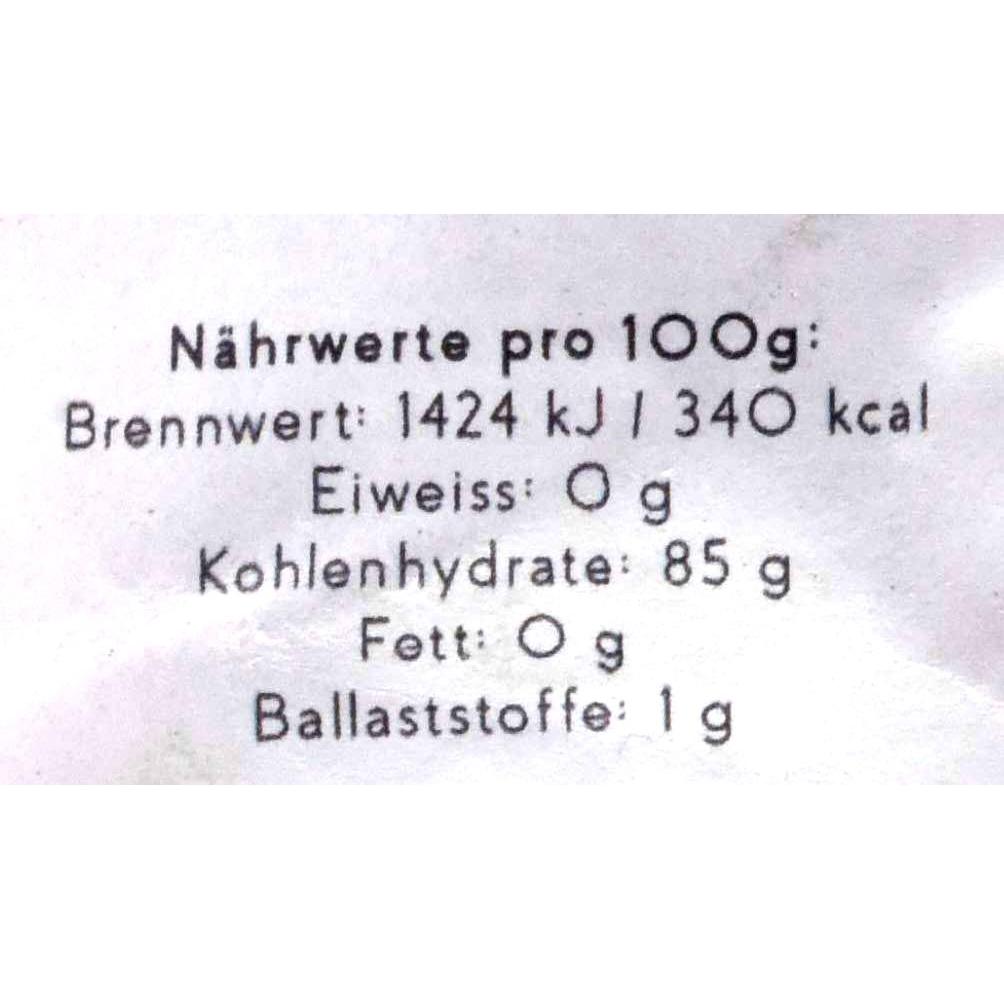 Nährwerte pro 100g:
Brennwert: 1424 kJ / 340 kcal
Eiweiss: 0 g
Kohlenhydrate: 85 g
Fett: 0 g
Ballaststoffe: 1 g